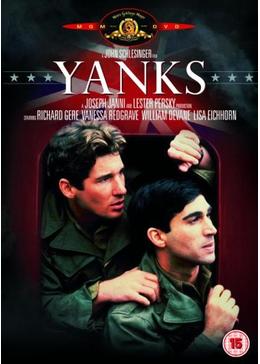 MGM DVD
A
JOHN SCHLESINGER
FILM
YANKS
A JOSEPH JANNI AND LESTER PERSKY PRODUCTION
STARRING RICHARD GERE VANESSA REDGRAVE WILLIAM DEVANE LISA EICHHORN
15